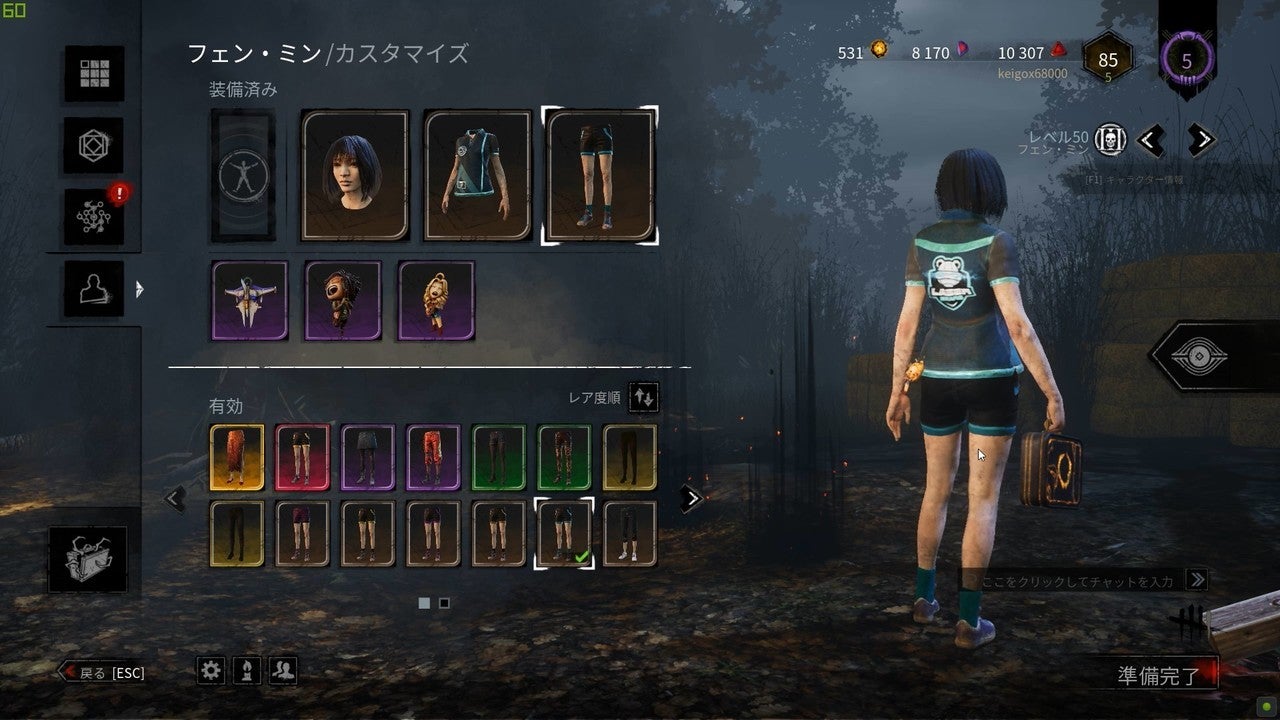 60
フェン・ミン/カスタマイズ
531
8 170
10 307
keigox68000
85
5
5
装備済み
レベル50
フェン・ミン
[F1] キャラクター情報
有効
レア度順
ここをクリックしてチャットを入力
戻る [ESC]
準備完了